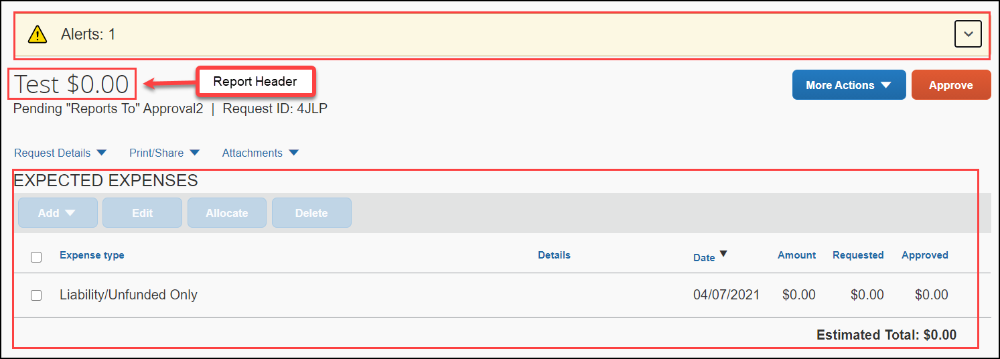 Alerts: 1
Test $0.00
Report Header
More Actions
Approve
Pending "Reports To" Approval2 | Request ID: 4JLP
Request Details Print/Share Attachments
EXPECTED EXPENSES
Add Edit Allocate Delete
Expense type Details Date Amount Requested Approved
Liability/Unfunded Only 04/07/2021 $0.00 $0.00 $0.00
Estimated Total: $0.00